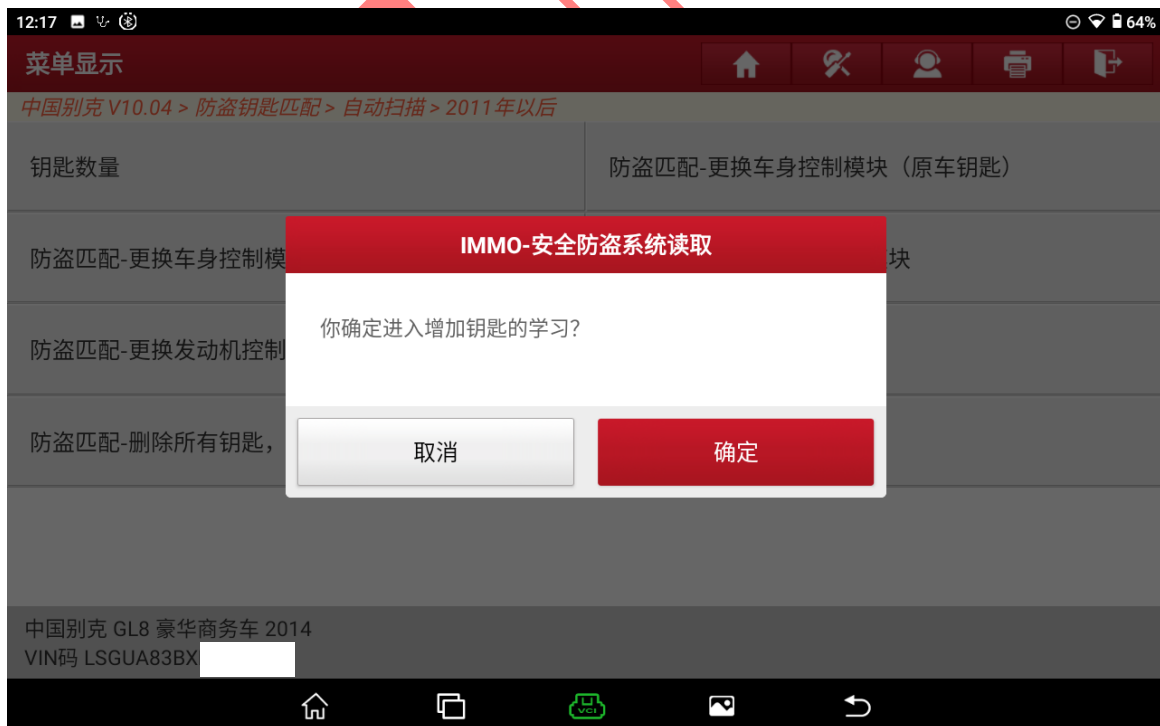 12:17
64%
菜单显示
中国别克 V10.04 > 防盗钥匙匹配 > 自动扫描 > 2011年以后
钥匙数量
防盗匹配-更换车身控制模块（原车钥匙）
IMMO-安全防盗系统读取
防盗匹配-更换车身控制模
块
你确定进入增加钥匙的学习？
防盗匹配-更换发动机控制
防盗匹配-删除所有钥匙，
取消
确定
中国别克 GL8 豪华商务车 2014
VIN码 LSGUA83BX
VCI